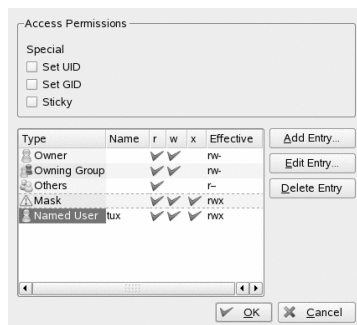 Access Permissions
Special
Set UID
Set GID
Sticky
Type Name r w x Effective
Owner rw-
Owning Group rw-
Others r–
Mask rwx
Named User tux rwx
Add Entry...
Edit Entry...
Delete Entry
OK
Cancel